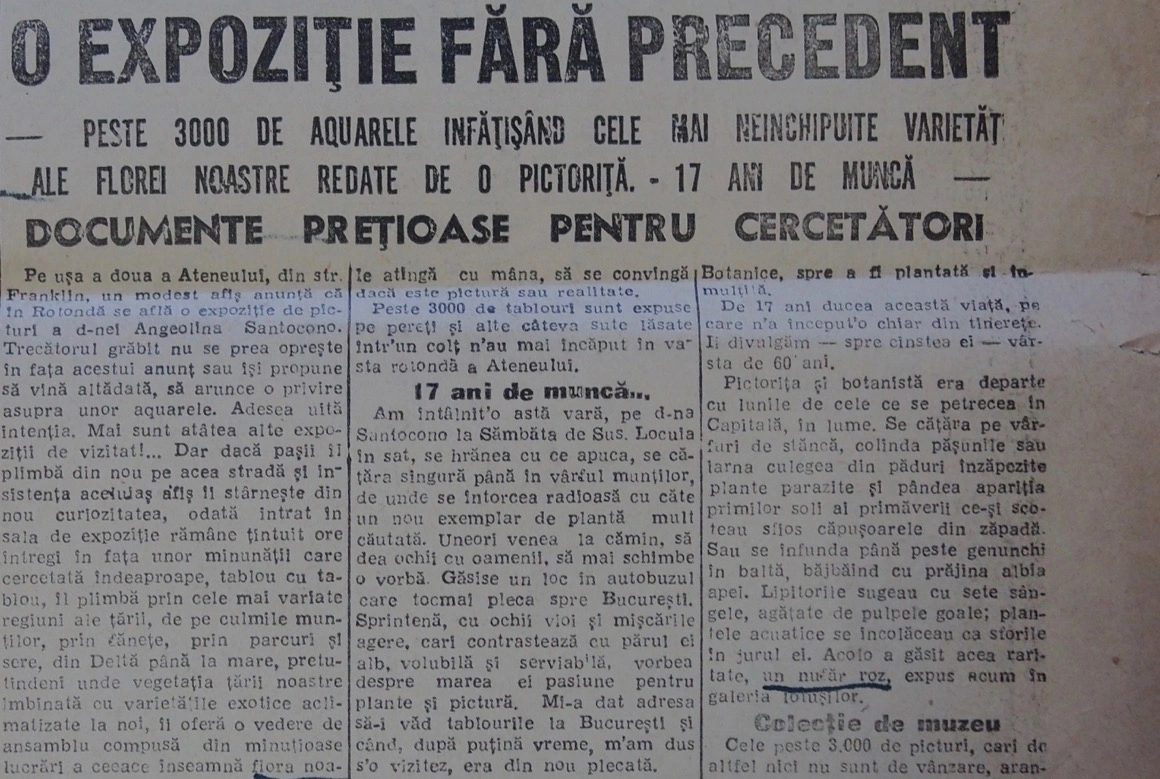 O EXPOZIŢIE FĂRĂ PRECEDENT
— PESTE 3000 DE AQUARELE INFĂŢIŞÂND CELE MAI NEINCHIPUITE VARIETĂŢ
ALE FLOREI NOASTRE REDATE DE O PICTORIŢĂ. - 17 ANI DE MUNCĂ —
DOCUMENTE PREŢIOASE PENTRU CERCETĂTORI
Pe uşa a doua a Ateneului, din str.
Franklin, un modest afiş anunţă că
în Rotondă se află o expoziţie de pic-
turi a d-nei Angeolina Santocono.
Trecătorul grăbit nu se prea opreşte
în faţa acestui anunţ sau îşi propune
să vină altădată, să arunce o privire
asupra unor aquarele. Adesea uită
intenţia. Mai sunt atâtea alte expo-
ziţii de vizitat!... Dar dacă paşii îl
plimbă din nou pe acea stradă şi in-
sistenţa aceluiaş afiş îi stârneşte din
nou curiozitatea, odată intrat în
sala de expoziţie rămâne ţintuit ore
întregi în faţa unor minunăţii care
cercetată îndeaproape, tablou cu ta-
blou, îl plimbă prin cele mai variate
regiuni ale ţării, de pe culmile mun-
ţilor, prin fâneţe, prin parcuri şi
sere, din Deltă până la mare, pretu-
tindeni unde vegetaţia ţării noastre
îmbinată cu varietăţile exotice acli-
matizate la noi, îi oferă o vedere de
ansamblu compusă din minuţioase
lucrări a ceeace înseamnă flora noa-
le atingă cu mâna, să se convingă
dacă este pictură sau realitate.
Peste 3000 de tablouri sunt expuse
pe pereţi şi alte câteva sute lăsate
într'un colţ n'au mai încăput în va-
sta rotondă a Ateneului.
17 ani de muncă...
Am întâlnit'o astă vară, pe d-na
Santocono la Sâmbăta de Sus. Locula
în sat, se hrănea cu ce apuca, se că-
ţăra singură până în vârful munţilor,
de unde se întorcea radioasă cu câte
un nou exemplar de plantă mult
căutată. Uneori venea la cămin, să
dea ochii cu oamenii, să mai schimbe
o vorbă. Găsise un loc în autobuzul
care tocmai pleca spre Bucureşti.
Sprintenă, cu ochii vioi şi mişcările
agere, cari contrastează cu părul ei
alb, volubilă şi serviabilă, vorbea
despre marea ei pasiune pentru
plante şi pictură. Mi-a dat adresa
să-i văd tablourile la Bucureşti şi
când, după puţină vreme, m'am dus
s'o vizitez, era din nou plecată.
Botanice, spre a fi plantată şi în-
mulţită.
De 17 ani ducea această viaţă, pe
care n'a început'o chiar din tinereţe.
Îi divulgăm — spre cinstea ei — vâr-
sta de 60 ani.
Pictoriţa şi botanistă era departe
cu lunile de cele ce se petrecea în
Capitală, în lume. Se căţăra pe vâr-
furi de stâncă, colinda păşunile sau
iarna culegea din păduri înzăpezite
plante parazite şi pândea apariţia
primilor soli ai primăverii ce-şi sco-
teau sfios căpuşoarele din zăpadă.
Sau se înfunda până peste genunchi
în baltă, băjbăind cu prăjina albia
apei. Lipitorile sugeau cu sete sân-
gele, agăţate de pulpele goale; plan-
tele acuatice se încolăceau ca sforile
în jurul ei. Acolo a găsit acea rari-
tate, un nufăr roz, expus acum în
galeria lotuşilor.
Colecţie de muzeu
Cele peste 3.000 de picturi, cari de
altfel nici nu sunt de vânzare, aran-